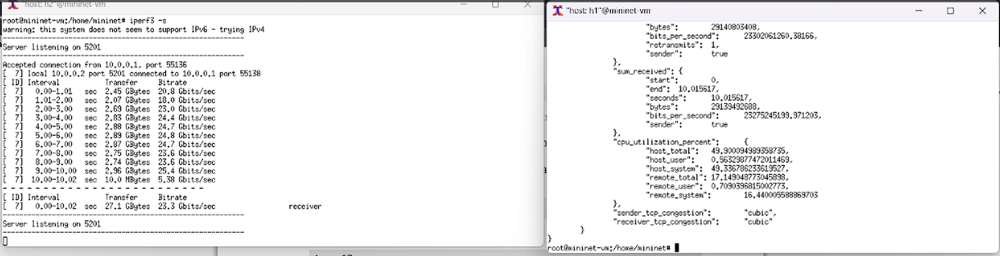 "host: h2"@mininet-vm
root@mininet-vm:/home/mininet# iperf3 -s
warning: this system does not seem to support IPv6 - trying IPv4
-----------------------------------------------------------
Server listening on 5201
-----------------------------------------------------------
Accepted connection from 10.0.0.1, port 55136
[  7] local 10.0.0.2 port 5201 connected to 10.0.0.1 port 55138
[ ID] Interval           Transfer     Bitrate
[  7]   0.00-1.01   sec  2.45 GBytes  20.8 Gbits/sec
[  7]   1.01-2.00   sec  2.07 GBytes  18.0 Gbits/sec
[  7]   2.00-3.00   sec  2.69 GBytes  23.0 Gbits/sec
[  7]   3.00-4.00   sec  2.83 GBytes  24.4 Gbits/sec
[  7]   4.00-5.00   sec  2.88 GBytes  24.7 Gbits/sec
[  7]   5.00-6.00   sec  2.89 GBytes  24.8 Gbits/sec
[  7]   6.00-7.00   sec  2.87 GBytes  24.7 Gbits/sec
[  7]   7.00-8.00   sec  2.75 GBytes  23.6 Gbits/sec
[  7]   8.00-9.00   sec  2.74 GBytes  23.6 Gbits/sec
[  7]   9.00-10.00  sec  2.96 GBytes  25.4 Gbits/sec
[  7]  10.00-10.02  sec  10.0 MBytes  5.38 Gbits/sec
- - - - - - - - - - - - - - - - - - - - - - - - -
[ ID] Interval           Transfer     Bitrate
[  7]   0.00-10.02  sec  27.1 GBytes  23.3 Gbits/sec                  receiver
-----------------------------------------------------------
Server listening on 5201
-----------------------------------------------------------
"host: h1"@mininet-vm
"bytes":	29140803408,
"bits_per_second":	23302061260.38166,
"retransmits":	1,
"sender":	true
},
"sum_received":	{
"start":	0,
"end":	10.015617,
"seconds":	10.015617,
"bytes":	29139492688,
"bits_per_second":	23275245199.971203,
"sender":	true
},
"cpu_utilization_percent":	{
"host_total":	49.900094989358735,
"host_user":	0.56329877472011469,
"host_system":	49.336786233619527,
"remote_total":	17.149048773045898,
"remote_user":	0.7090396815002773,
"remote_system":	16.440005588869703
},
"sender_tcp_congestion":	"cubic",
"receiver_tcp_congestion":	"cubic"
}
}
root@mininet-vm:/home/mininet#